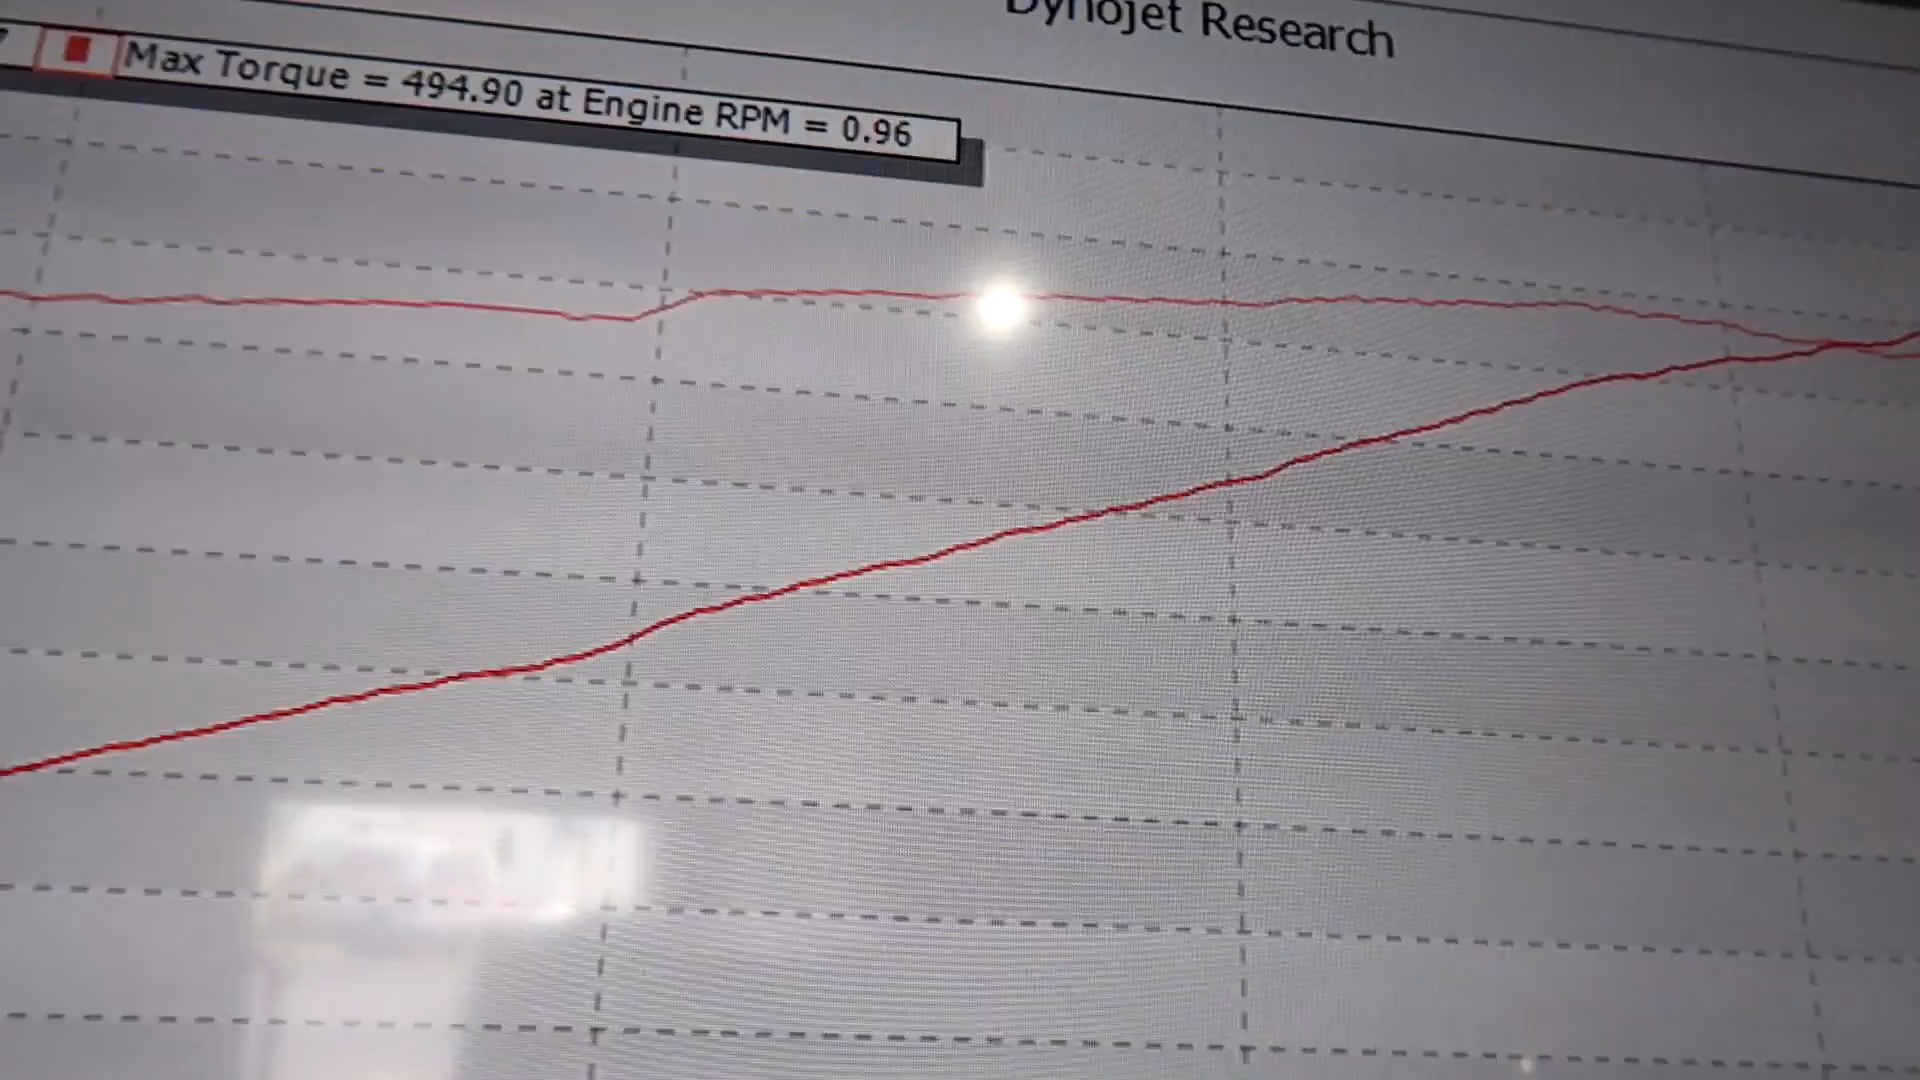 Dynojet Research
Max Torque = 494.90 at Engine RPM = 0.96